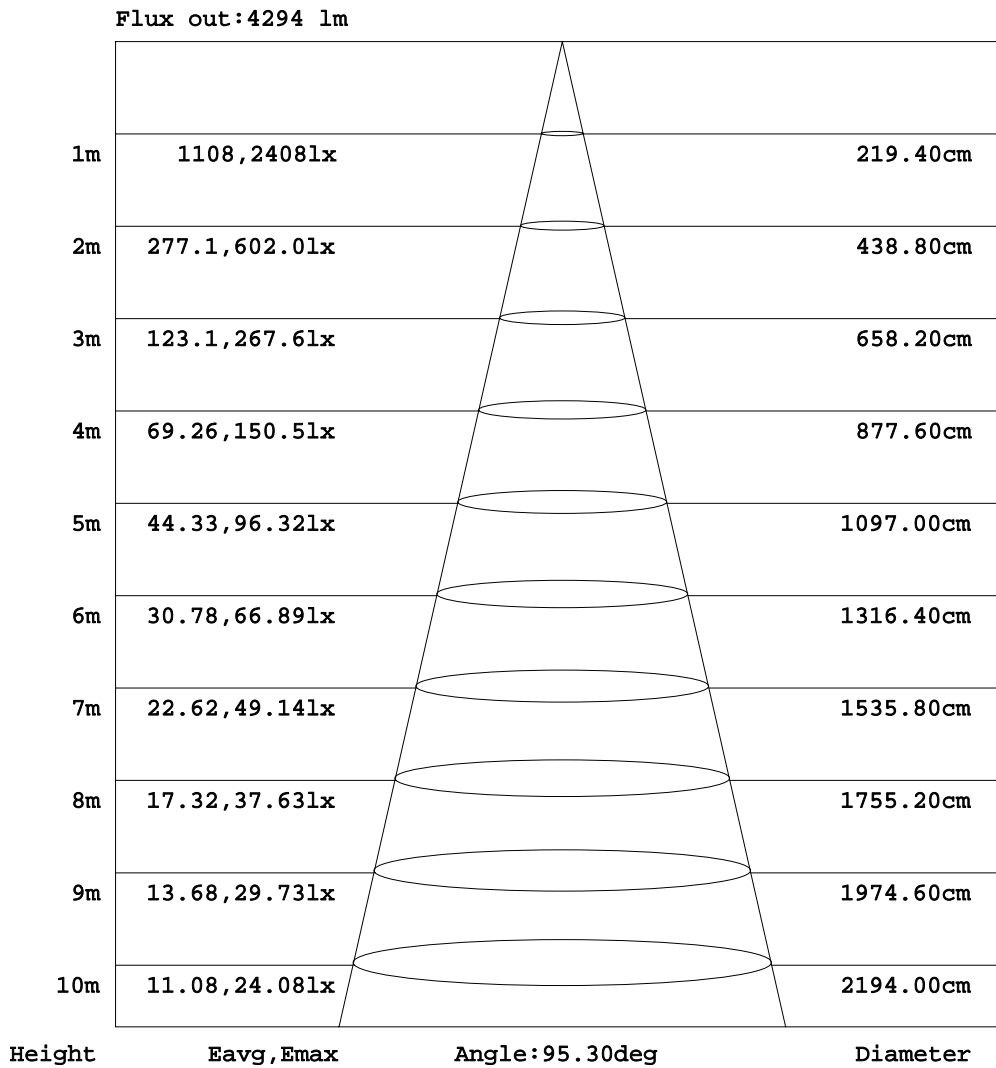 Flux out:4294 lm
1m 1108,2408lx 219.40cm
2m 277.1,602.0lx 438.80cm
3m 123.1,267.6lx 658.20cm
4m 69.26,150.5lx 877.60cm
5m 44.33,96.32lx 1097.00cm
6m 30.78,66.89lx 1316.40cm
7m 22.62,49.14lx 1535.80cm
8m 17.32,37.63lx 1755.20cm
9m 13.68,29.73lx 1974.60cm
10m 11.08,24.08lx 2194.00cm
Height Eavg,Emax Angle:95.30deg Diameter